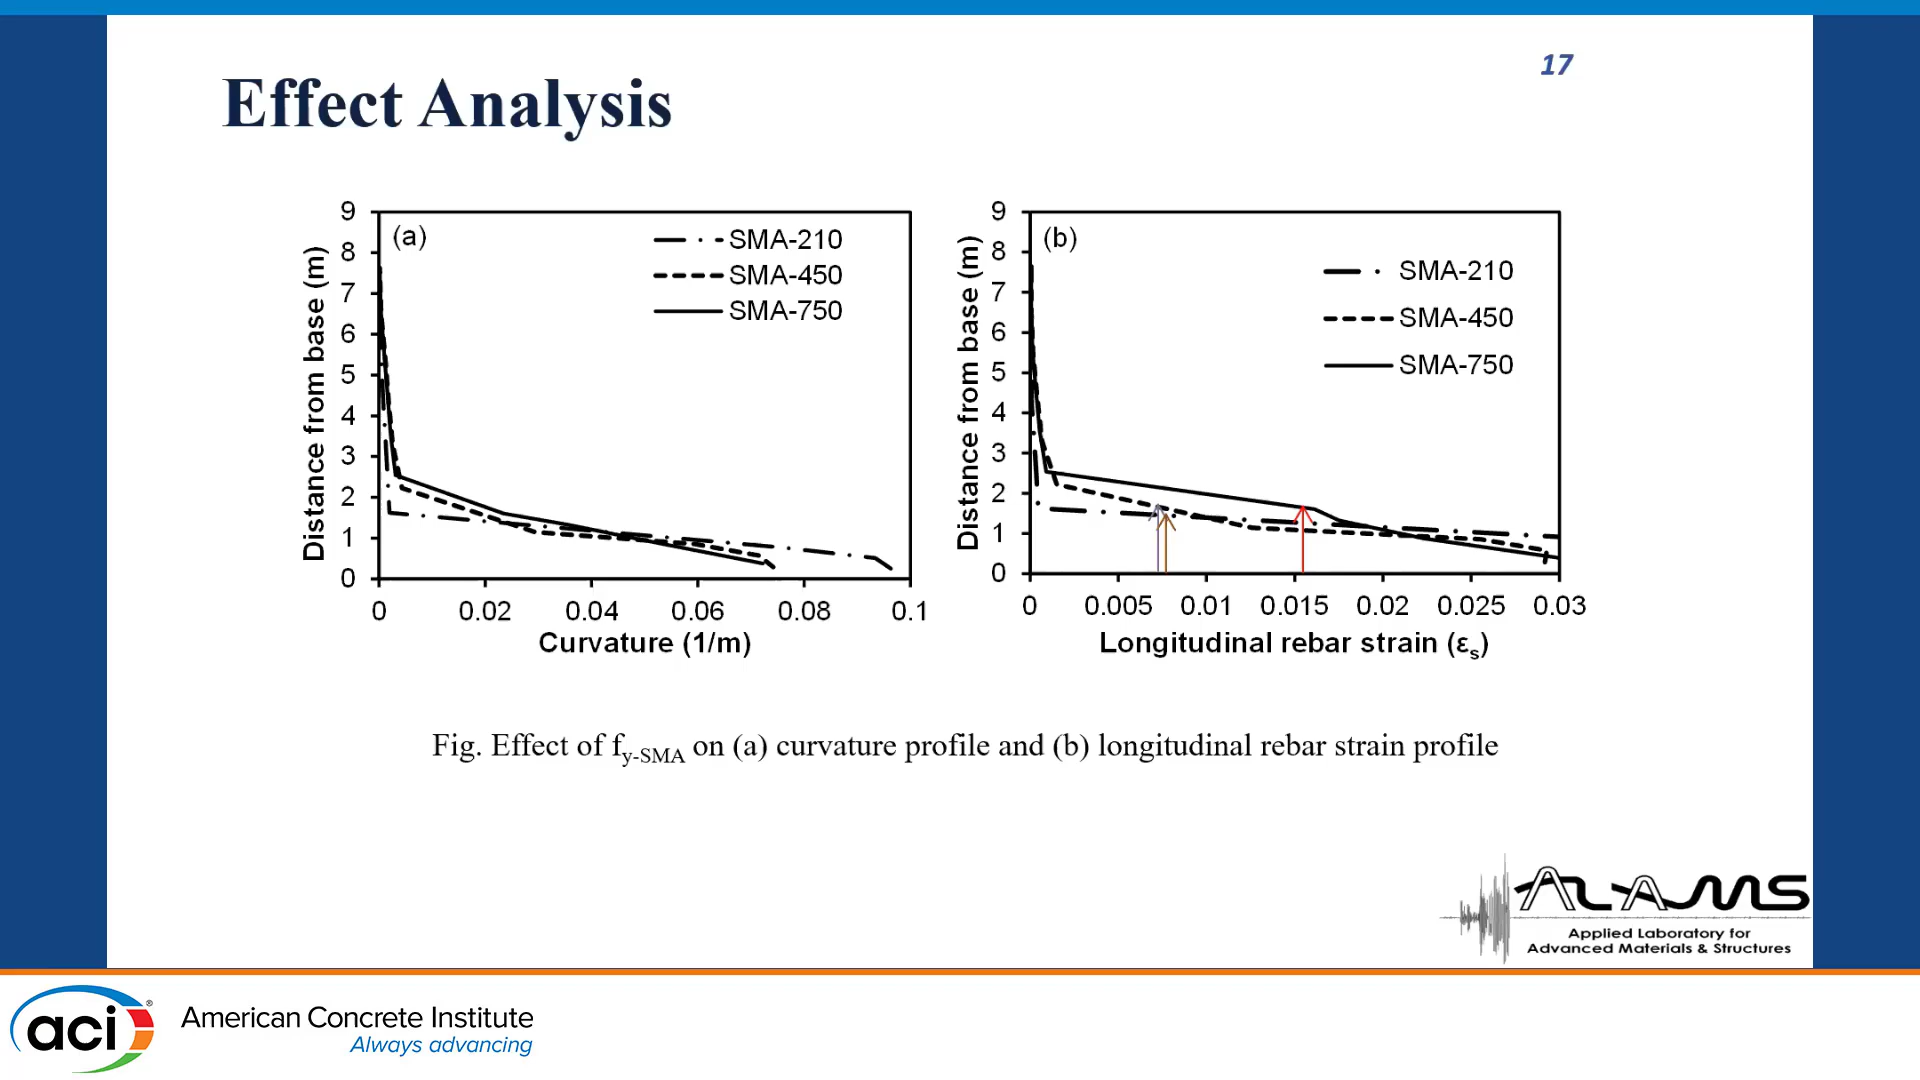 17
Effect Analysis
(a)
SMA-210
SMA-450
SMA-750
9
8
7
6
5
4
3
2
1
0
Distance from base (m)
0 0.02 0.04 0.06 0.08 0.1
Curvature (1/m)
(b)
SMA-210
SMA-450
SMA-750
9
8
7
6
5
4
3
2
1
0
Distance from base (m)
0 0.005 0.01 0.015 0.02 0.025 0.03
Longitudinal rebar strain (εs)
Fig. Effect of fy-SMA on (a) curvature profile and (b) longitudinal rebar strain profile
ALAMS
Applied Laboratory for
Advanced Materials & Structures
aci®
American Concrete Institute
Always advancing